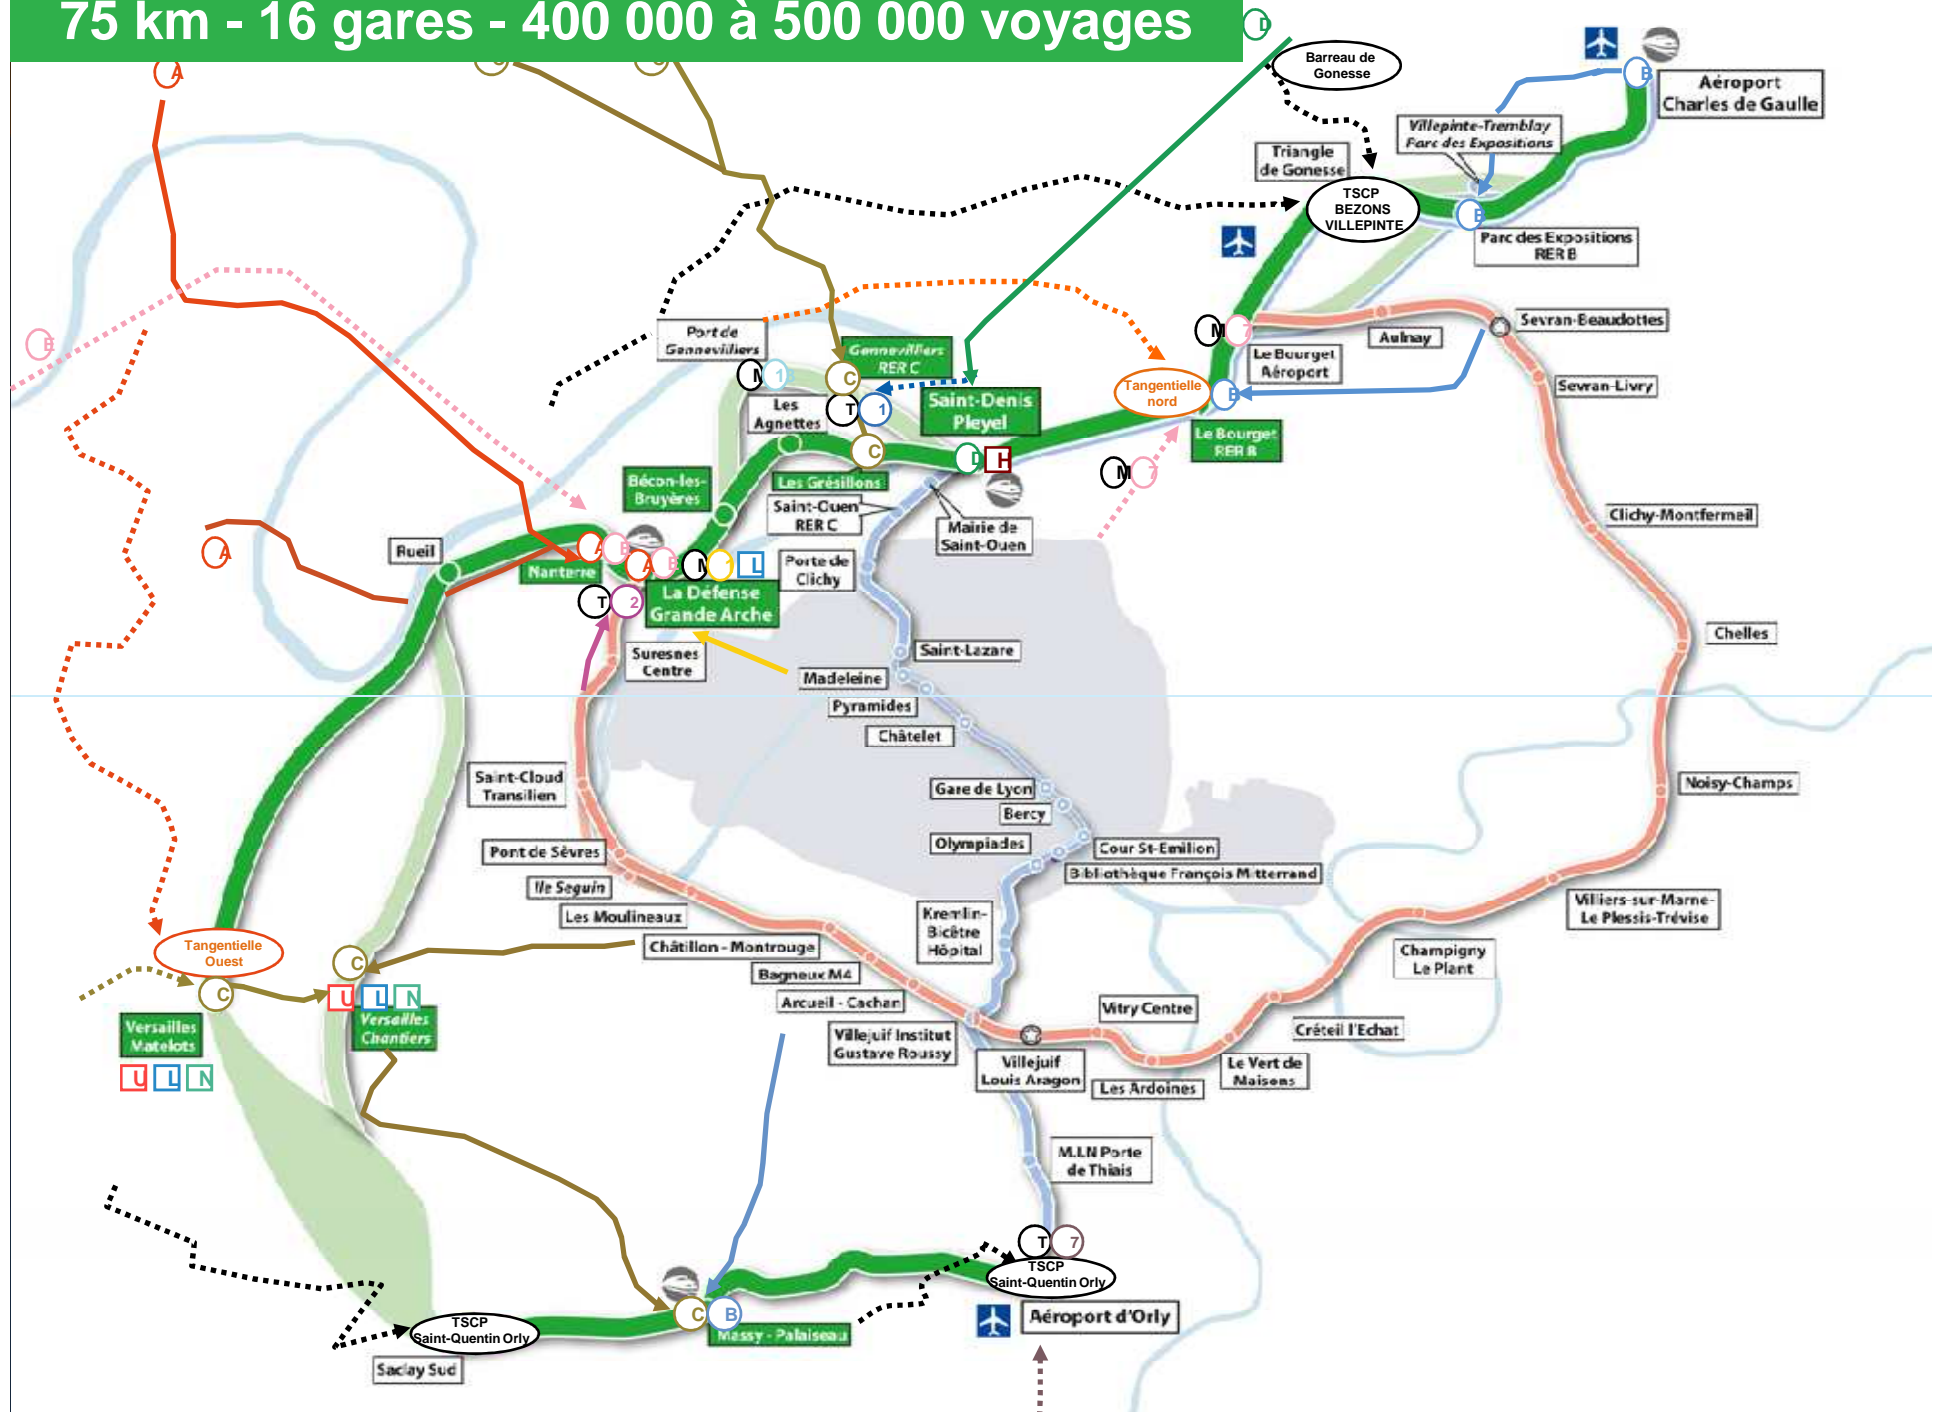 75 km - 16 gares - 400 000 à 500 000 voyages
D
A
Barreau de
Gonesse
B
Aéroport
Charles de Gaulle
Villepinte-Tremblay
Parc des Expositions
Triangle
de Gonesse
TSCP
BEZONS
VILLEPINTE
B
Parc des Expositions
RER B
E
Port de
Gennevilliers
Gennevilliers
RER C
M
7
Le Bourget
Aéroport
Aulnay
Sevran-Beaudottes
Sevran-Livry
M
1
C
T
1
Les
Agnettes
Saint-Denis
Pleyel
Tangentielle
nord
B
Le Bourget
RER B
C
D
H
M
7
Bécon-les-
Bruyères
Les Grésillons
Saint-Ouen
RER C
Mairie de
Saint-Ouen
Clichy-Montfermeil
A
Rueil
A
E
A
E
M
1
L
Nanterre
T
2
La Défense
Grande Arche
Porte de
Clichy
Suresnes
Centre
Saint-Lazare
Chelles
Madeleine
Pyramides
Châtelet
Saint-Cloud
Transilien
Gare de Lyon
Bercy
Noisy-Champs
Olympiades
Cour St-Emilion
Bibliothèque François Mitterrand
Pont de Sèvres
Ile Seguin
Les Moulineaux
Kremlin-
Bicêtre
Hôpital
Villiers-sur-Marne-
Le Plessis-Trévise
Châtillon - Montrouge
Champigny
Le Plant
Tangentielle
Ouest
C
C
Bagneux M4
Arcueil - Cachan
Vitry Centre
Créteil l'Echat
U
L
N
Versailles
Chantiers
Versailles
Matelots
U
L
N
Villejuif Institut
Gustave Roussy
Villejuif
Louis Aragon
Les Ardoines
Le Vert de
Maisons
M.I.N Porte
de Thiais
T
7
TSCP
Saint-Quentin Orly
Aéroport d'Orly
C
B
Massy - Palaiseau
TSCP
Saint-Quentin Orly
Saclay Sud